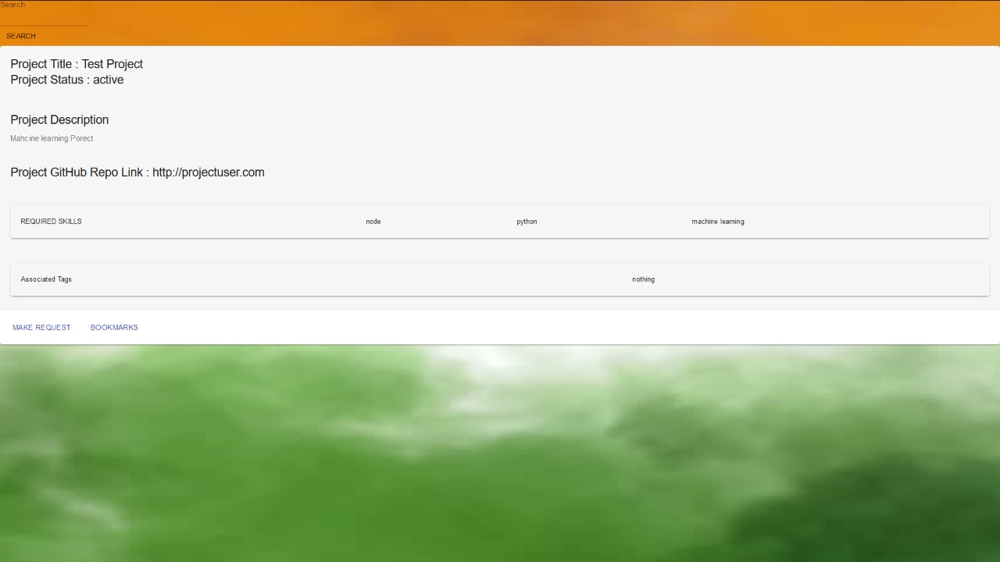 Search
SEARCH
Project Title : Test Project
Project Status : active
Project Description
Mahcine learning Porect
Project GitHub Repo Link : http://projectuser.com
REQUIRED SKILLS node python machine learning
Associated Tags nothing
MAKE REQUEST BOOKMARKS